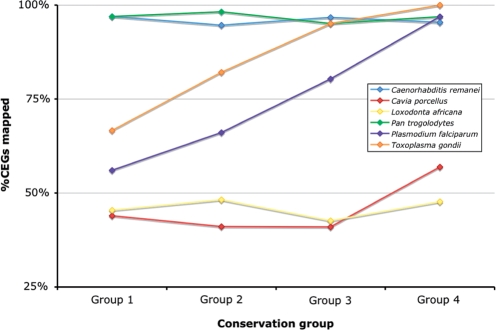 100%
75%
50%
25%
%CEGs mapped
Caenorhabditis remanei
Cavia porcellus
Loxodonta africana
Pan trogolodytes
Plasmodium falciparum
Toxoplasma gondii
Group 1
Group 2
Group 3
Group 4
Conservation group